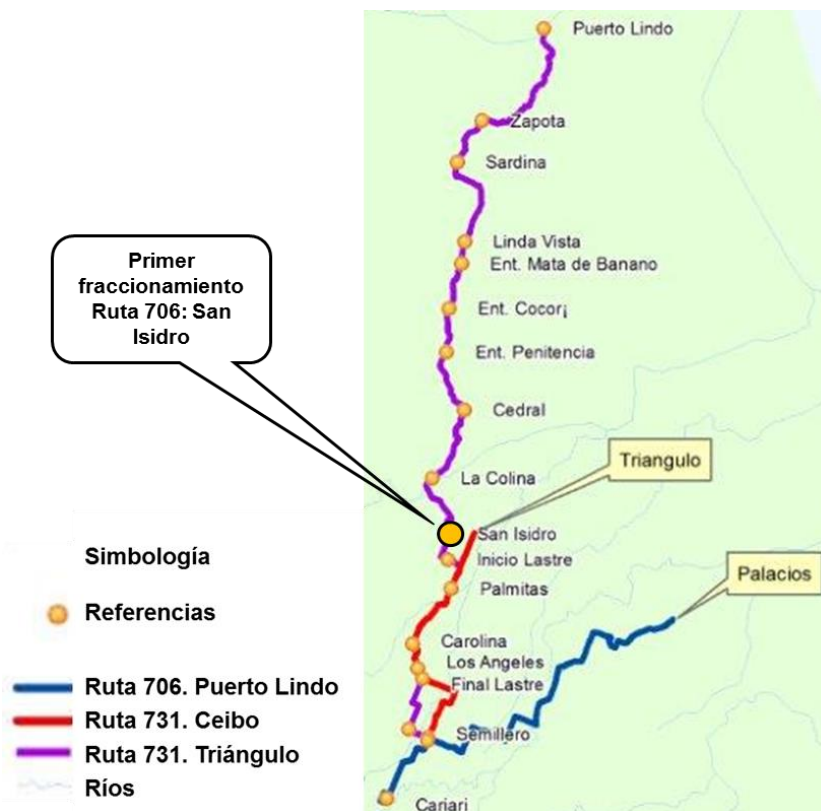 Puerto Lindo
Zapota
Sardina
Linda Vista
Ent. Mata de Banano
Primer
fraccionamiento
Ruta 706: San
Isidro
Ent. Cocor¡
Ent. Penitencia
Cedral
Triangulo
La Colina
San Isidro
Inicio Lastre
Palmitas
Palacios
Carolina
Los Angeles
Final Lastre
Semillero
Cariari
Simbología
Referencias
Ruta 706. Puerto Lindo
Ruta 731. Ceibo
Ruta 731. Triángulo
Ríos